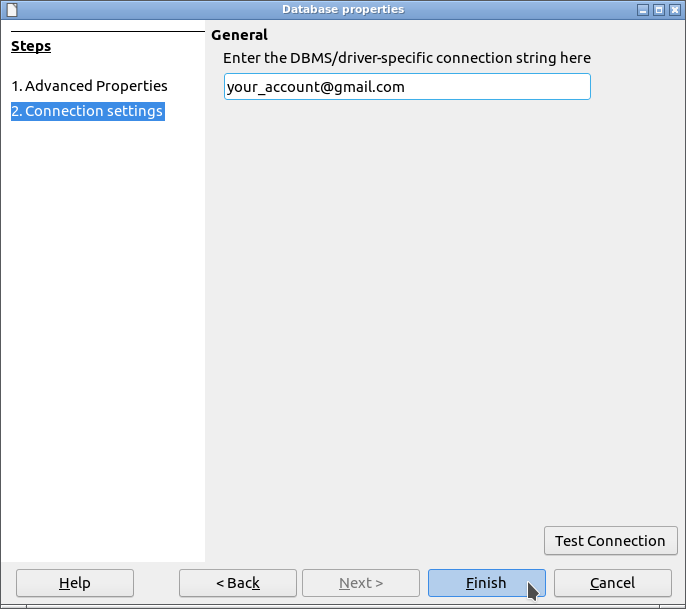 Database properties
Steps
1. Advanced Properties
2. Connection settings
General
Enter the DBMS/driver-specific connection string here
your_account@gmail.com
Test Connection
Help
< Back
Next >
Finish
Cancel